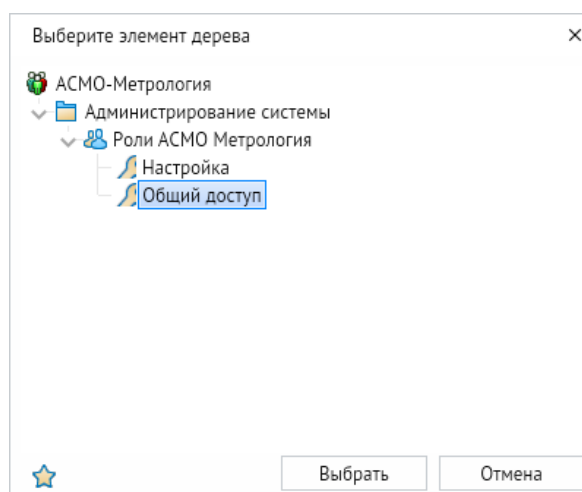 Выберите элемент дерева
АСМО-Метрология
Администрирование системы
Роли АСМО Метрология
Настройка
Общий доступ
Выбрать
Отмена